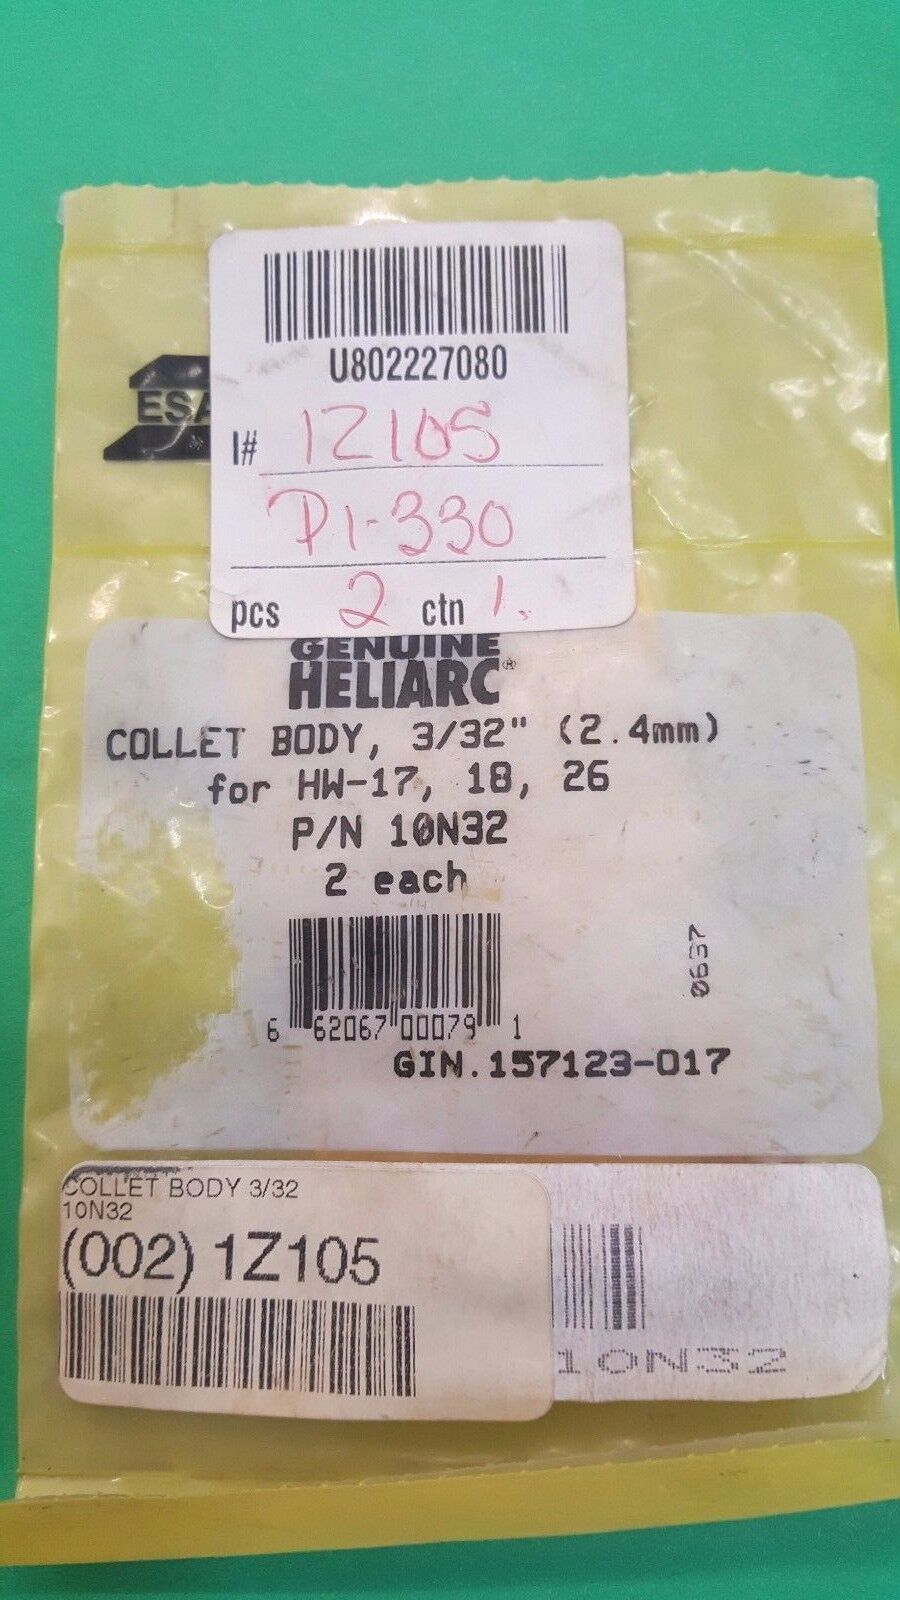 U802227080
ESA
I# 1Z105
P1-330
pcs 2 ctn 1.
GENUINE
HELIARC®
COLLET BODY, 3/32" (2.4mm)
for HW-17, 18, 26
P/N 10N32
2 each
0637
6 62067 00079 1
GIN.157123-017
COLLET BODY 3/32
10N32
(002) 1Z105
10N32